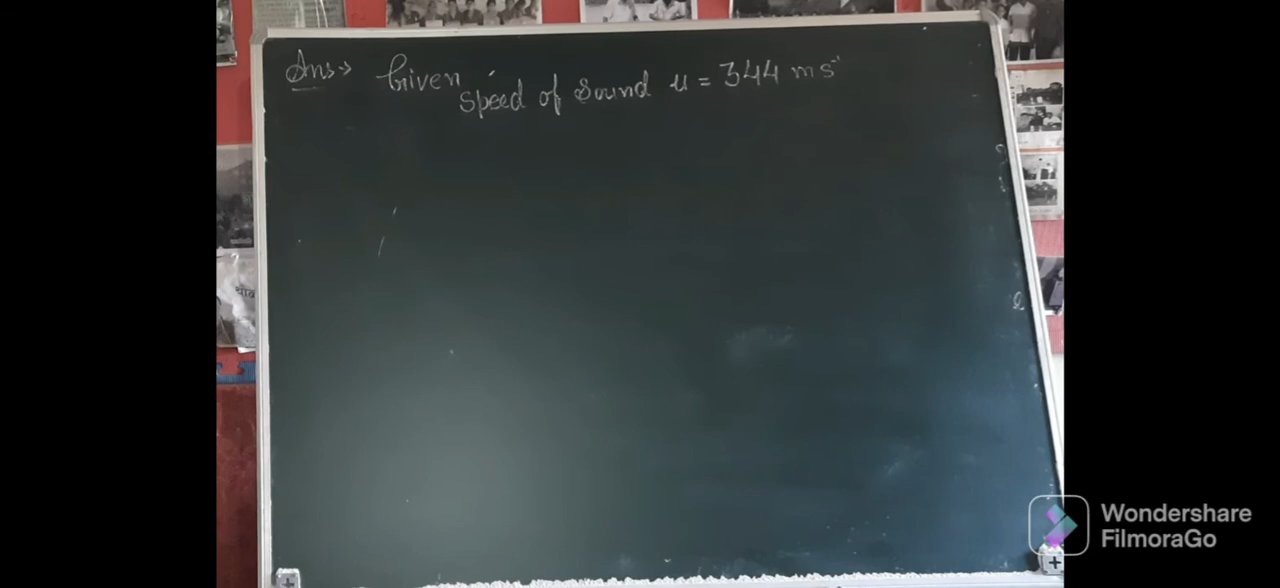 Ans→ Given,
speed of sound u = 344 ms⁻¹
Wondershare
FilmoraGo